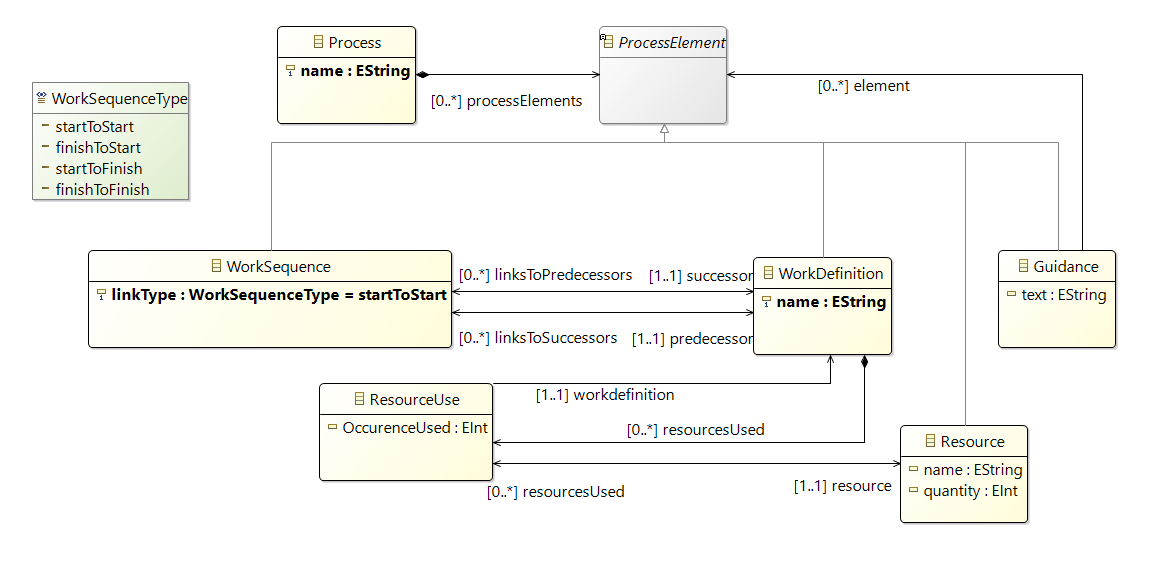 Process
name : EString
ProcessElement
[0..*] processElements
[0..*] element
WorkSequenceType
startToStart
finishToStart
startToFinish
finishToFinish
WorkSequence
linkType : WorkSequenceType = startToStart
[0..*] linksToPredecessors
[1..1] successor
[0..*] linksToSuccessors
[1..1] predecessor
WorkDefinition
name : EString
Guidance
text : EString
ResourceUse
OccurenceUsed : EInt
[1..1] workdefinition
[0..*] resourcesUsed
[0..*] resourcesUsed
[1..1] resource
Resource
name : EString
quantity : EInt